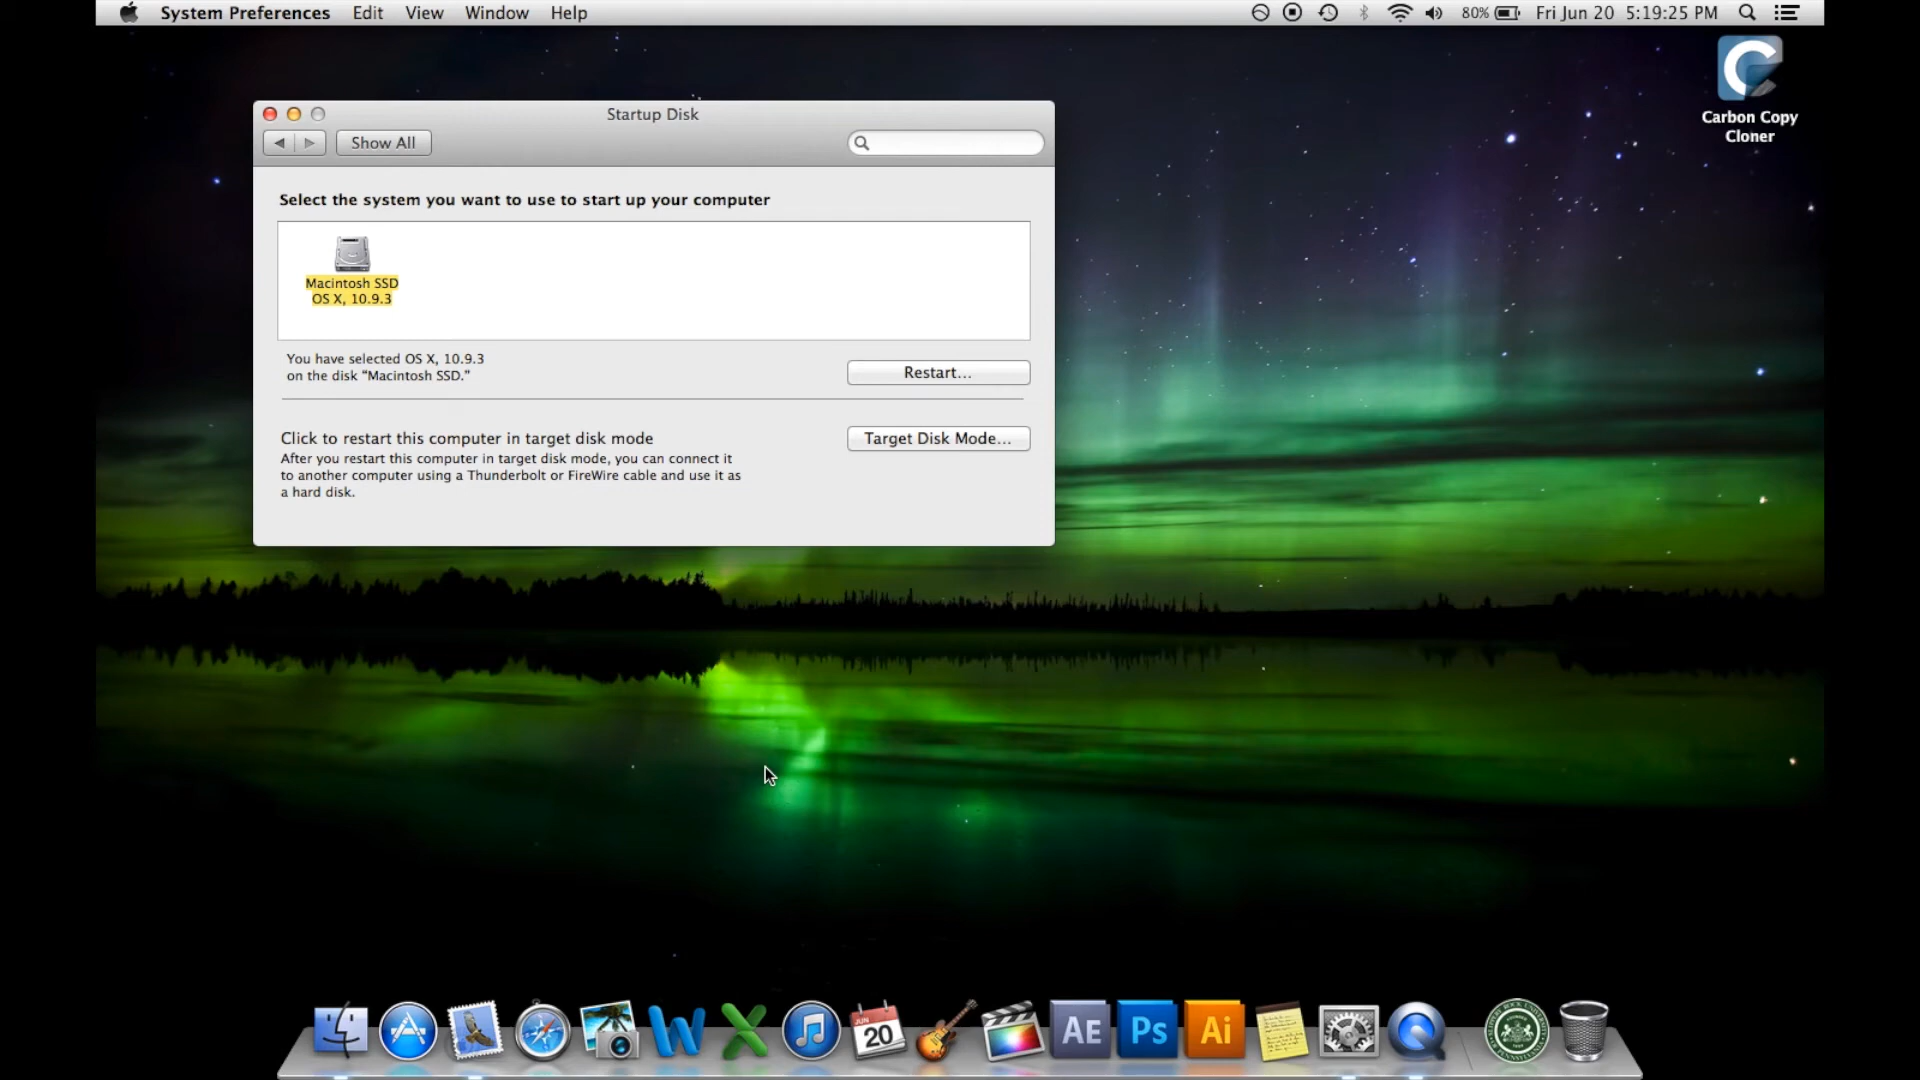 System Preferences Edit View Window Help
80% Fri Jun 20 5:19:25 PM
Carbon Copy
Cloner
Startup Disk
Show All
Select the system you want to use to start up your computer
Macintosh SSD
OS X, 10.9.3
You have selected OS X, 10.9.3
on the disk “Macintosh SSD.”
Restart...
Click to restart this computer in target disk mode
Target Disk Mode...
After you restart this computer in target disk mode, you can connect it
to another computer using a Thunderbolt or FireWire cable and use it as
a hard disk.
JUN
20
AE
Ps
Ai